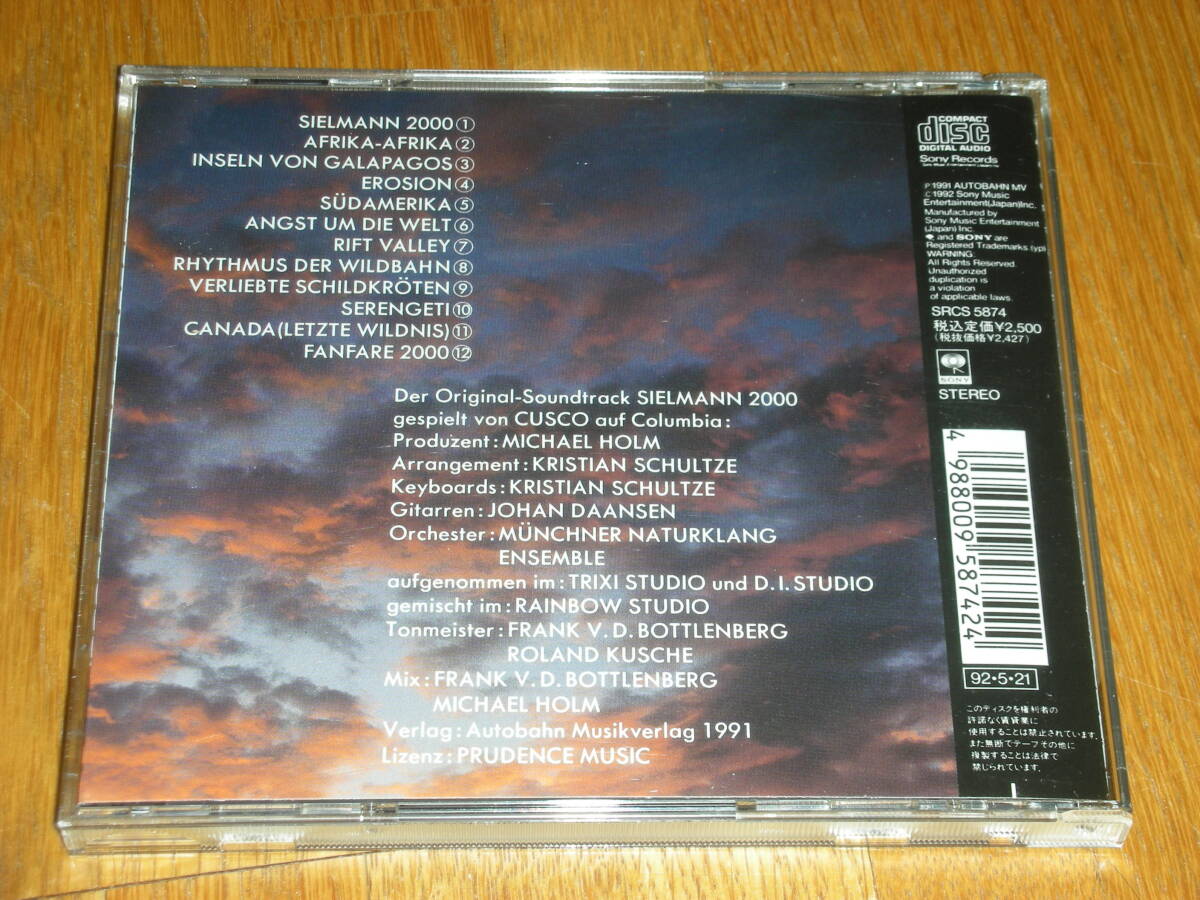 SIELMANN 2000①
AFRIKA-AFRIKA②
INSELN VON GALAPAGOS③
EROSION④
SÜDAMERIKA⑤
ANGST UM DIE WELT⑥
RIFT VALLEY⑦
RHYTHMUS DER WILDBAHN⑧
VERLIEBTE SCHILDKRÖTEN⑨
SERENGETI⑩
CANADA(LETZTE WILDNIS)⑪
FANFARE 2000⑫
Der Original-Soundtrack SIELMANN 2000
gespielt von CUSCO auf Columbia:
Produzent:MICHAEL HOLM
Arrangement:KRISTIAN SCHULTZE
Keyboards:KRISTIAN SCHULTZE
Gitarren:JOHAN DAANSEN
Orchester:MÜNCHNER NATURKLANG
ENSEMBLE
aufgenommen im:TRIXI STUDIO und D.I.STUDIO
gemischt im:RAINBOW STUDIO
Tonmeister:FRANK V.D.BOTTLENBERG
ROLAND KUSCHE
Mix:FRANK V.D.BOTTLENBERG
MICHAEL HOLM
Verlag:Autobahn Musikverlag 1991
Lizenz:PRUDENCE MUSIC
COMPACT
disc
DIGITAL AUDIO
Sony Records
Ⓟ1991 AUTOBAHN MV
Ⓒ1992 Sony Music
Entertainment(Japan)Inc.
Manufactured by
Sony Music Entertainment
(Japan) Inc.
and SONY are
Registered Trademarks.(yp)
WARNING:
All Rights Reserved.
Unauthorized
duplication is
a violation
of applicable laws.
SRCS 5874
税込定価¥2,500
(税抜価格¥2,427)
SONY
STEREO
4 988009 587424
92・5・21
このディスクを権利者の
許諾なく賃貸業に
使用することは禁止されています。
また無断でテープその他に
複製することは法律で
禁じられています。